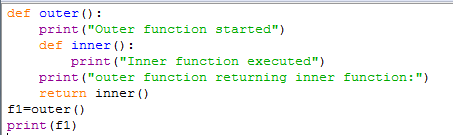 def outer():
    print("Outer function started")
    def inner():
        print("Inner function executed")
    print("outer function returning inner function:")
    return inner()
f1=outer()
print(f1)